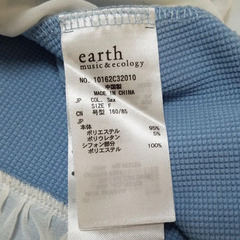 earth
music & ecology
NO. 10162C32010
中国製
MADE IN CHINA
JP COL. Sax
SIZE F
CN 号型 160/85
JP
本体
ポリエステル 95%
ポリウレタン 5%
シフォン部分
ポリエステル 100%